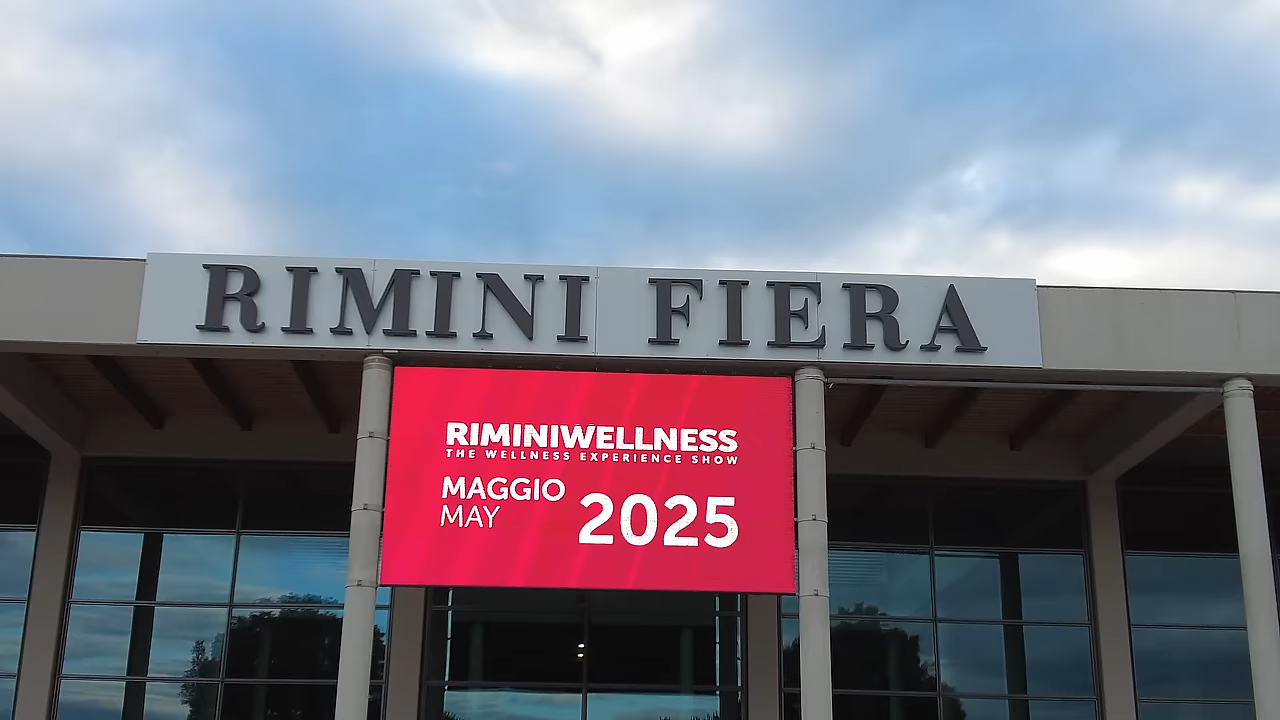 RIMINI FIERA
RIMINIWELLNESS
THE WELLNESS EXPERIENCE SHOW
MAGGIO
MAY
2025